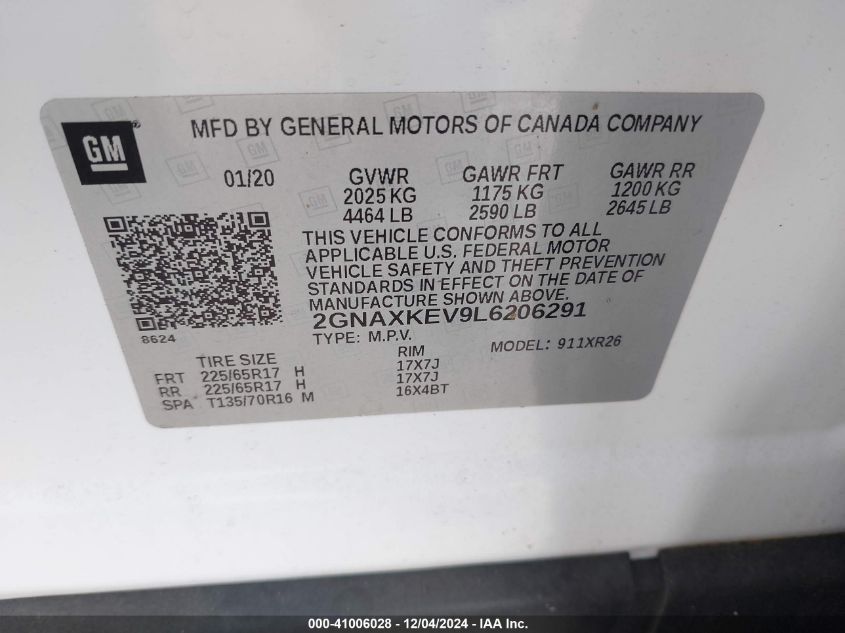 GM ®
MFD BY GENERAL MOTORS OF CANADA COMPANY
01/20 GVWR GAWR FRT GAWR RR
2025 KG 1175 KG 1200 KG
4464 LB 2590 LB 2645 LB
THIS VEHICLE CONFORMS TO ALL
APPLICABLE U.S. FEDERAL MOTOR
VEHICLE SAFETY AND THEFT PREVENTION
STANDARDS IN EFFECT ON THE DATE OF
MANUFACTURE SHOWN ABOVE.
2GNAXKEV9L6206291
8624
TYPE: M.P.V. MODEL: 911XR26
TIRE SIZE RIM
FRT 225/65R17 H 17X7J
RR 225/65R17 H 17X7J
SPA T135/70R16 M 16X4BT
000-41006028 - 12/04/2024 - IAA Inc.